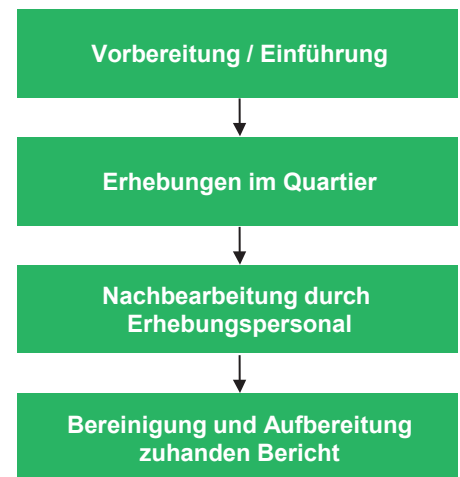 Vorbereitung / Einführung
Erhebungen im Quartier
Nachbearbeitung durch
Erhebungspersonal
Bereinigung und Aufbereitung
zuhanden Bericht